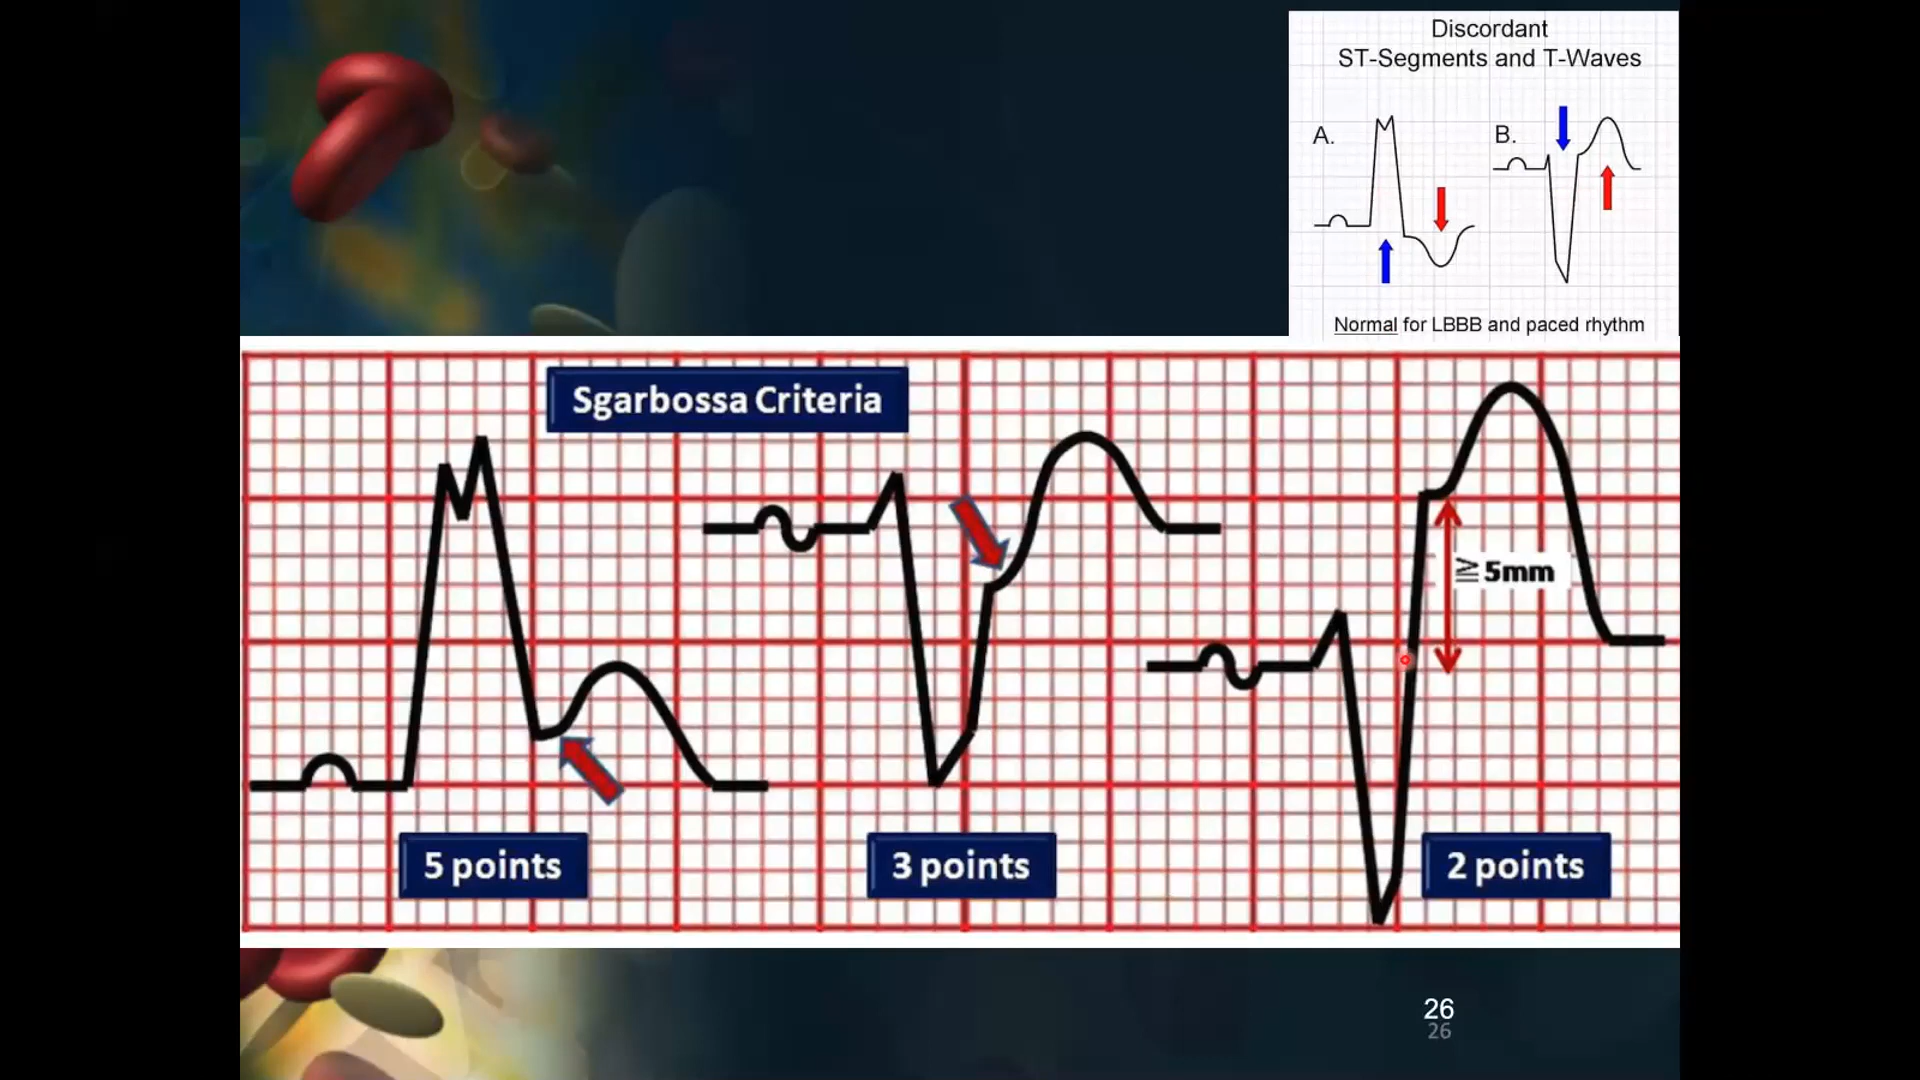 Discordant
ST-Segments and T-Waves
A.
B.
Normal for LBBB and paced rhythm
Sgarbossa Criteria
≧5mm
5 points
3 points
2 points
26
26